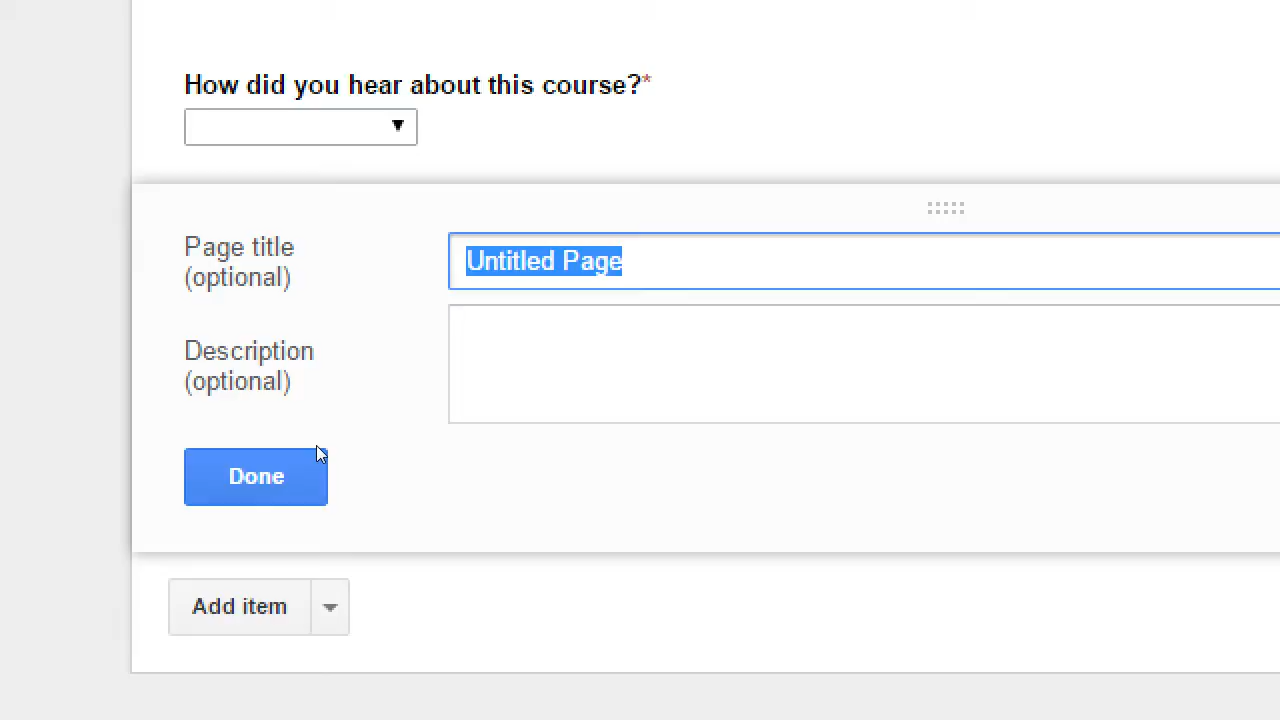 How did you hear about this course?*
Page title
(optional)
Untitled Page
Description
(optional)
Done
Add item